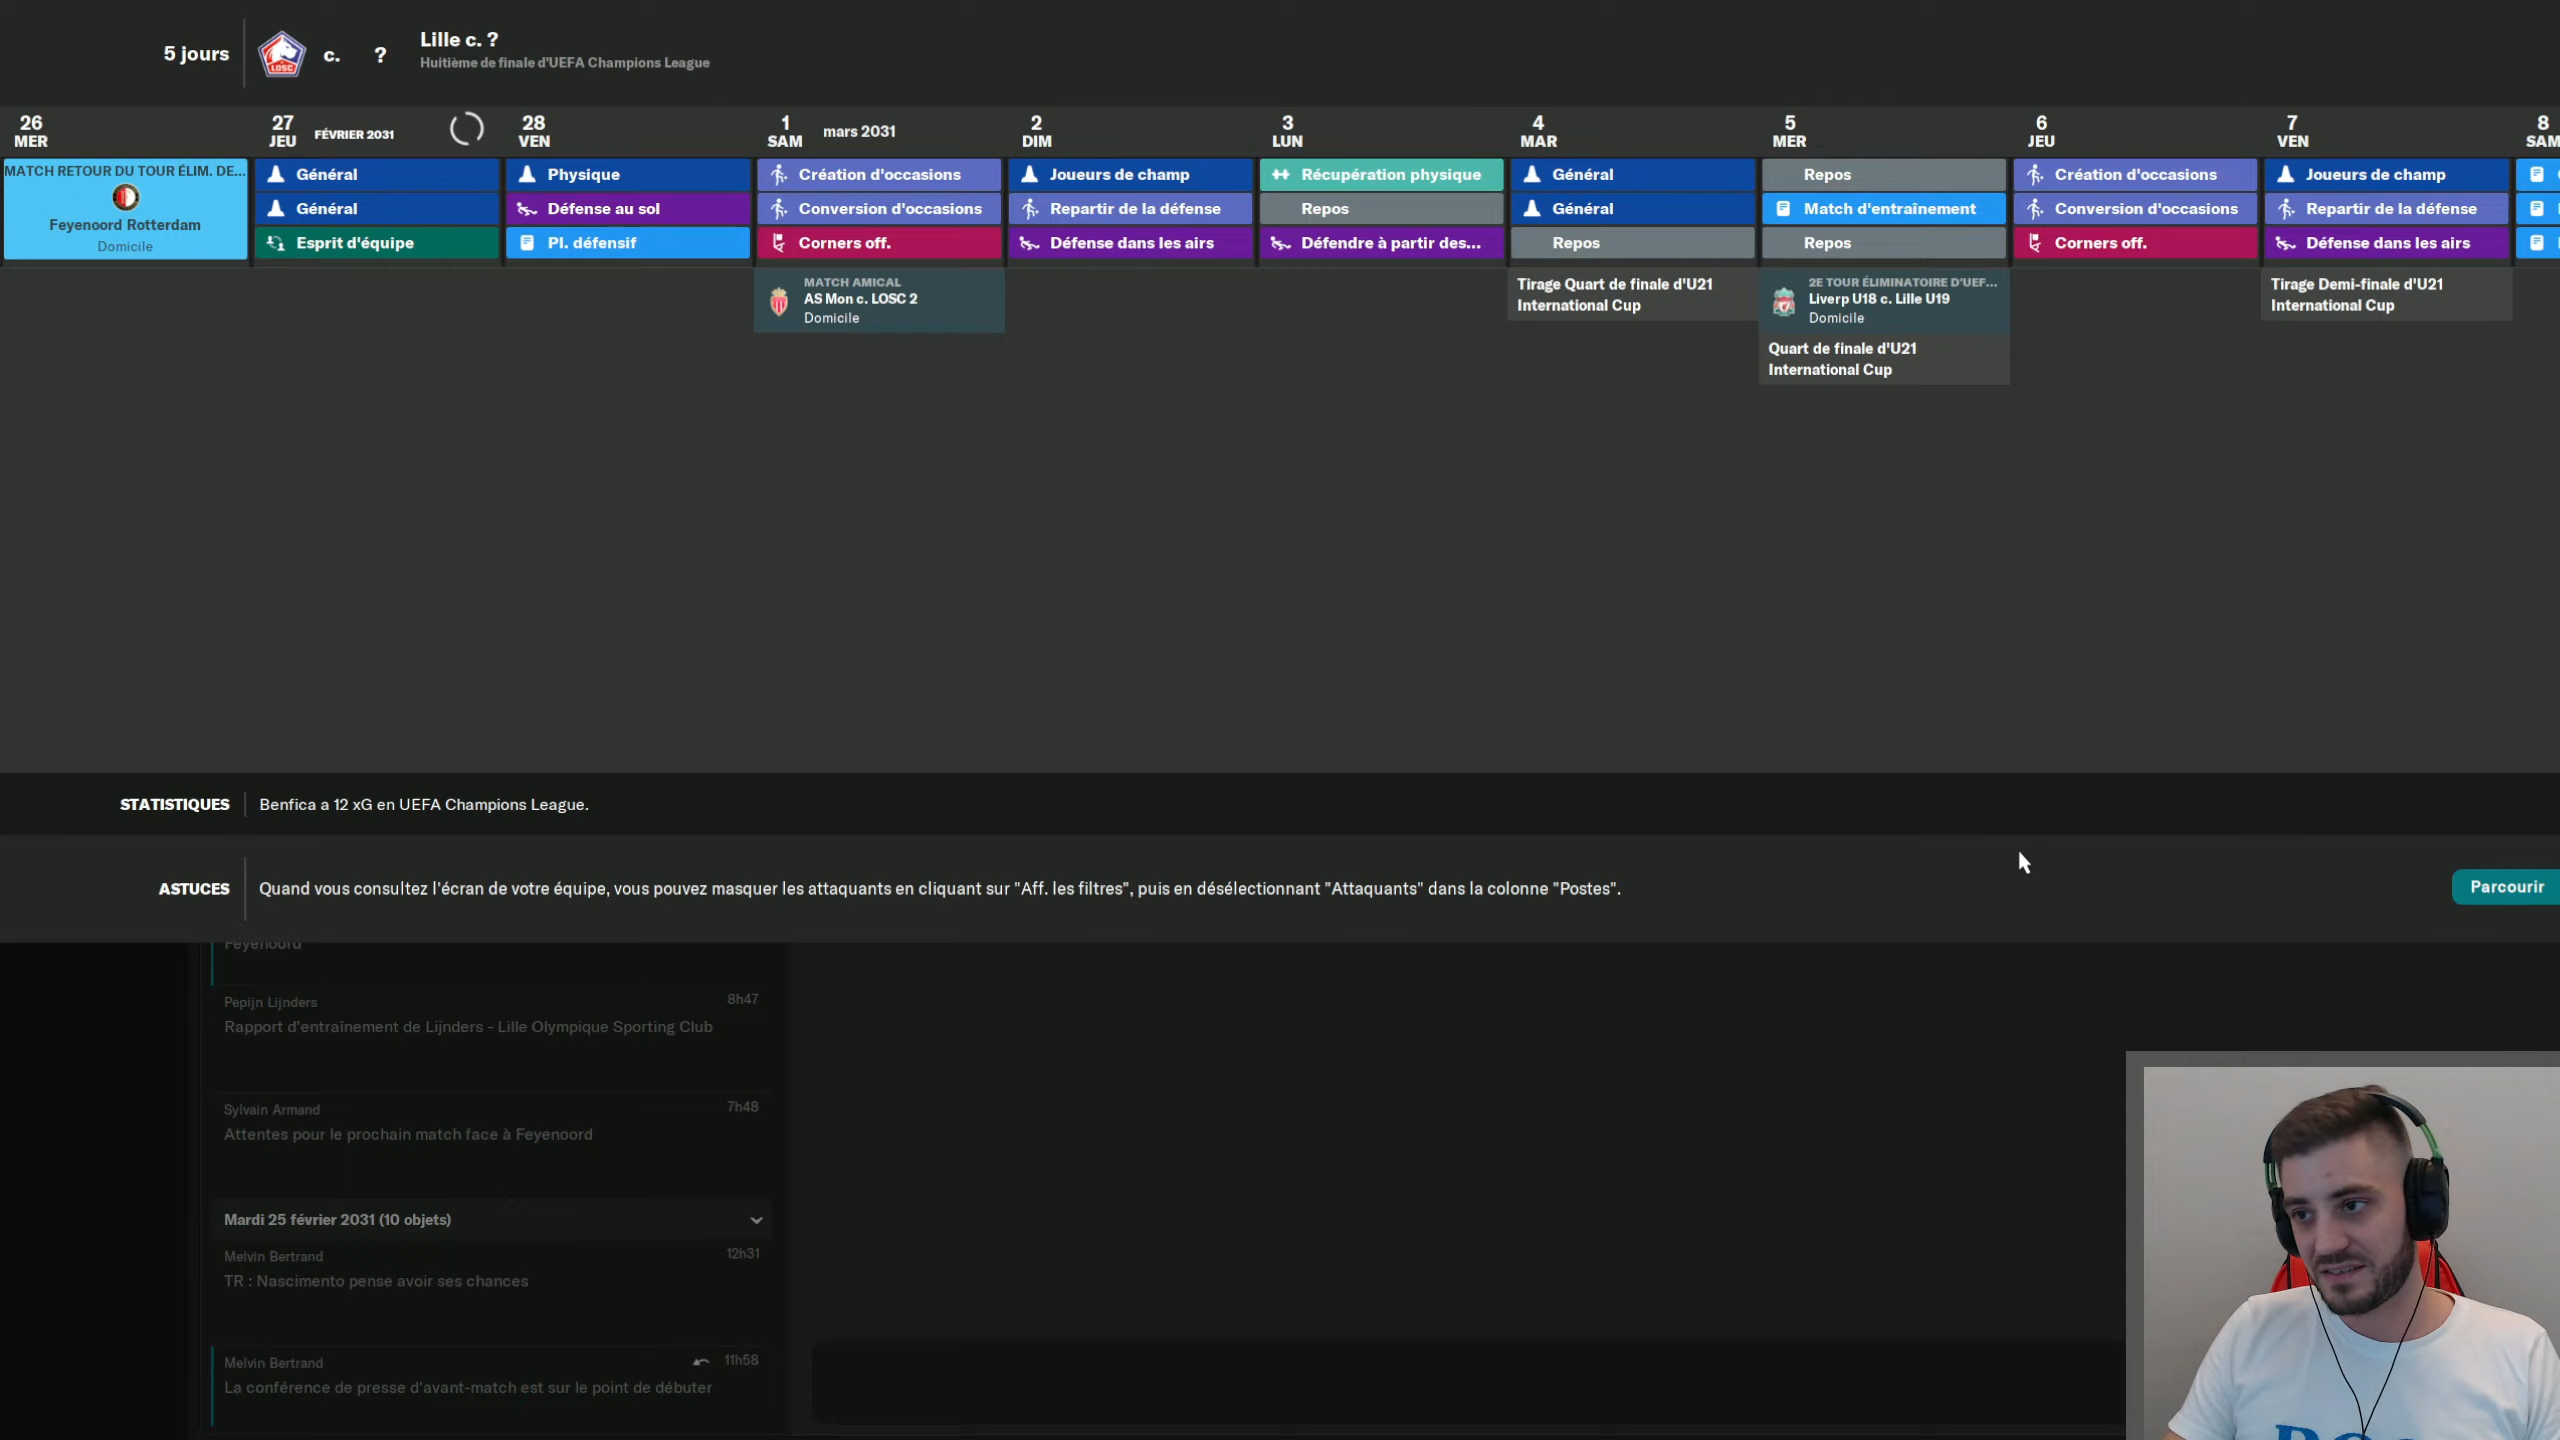 5 jours
LOSC
c.
?
Lille c. ?
Huitième de finale d'UEFA Champions League
26
MER
27
JEU
FÉVRIER 2031
28
VEN
1
SAM
mars 2031
2
DIM
3
LUN
4
MAR
5
MER
6
JEU
7
VEN
8
SAM
MATCH RETOUR DU TOUR ÉLIM. DE...
Feyenoord Rotterdam
Domicile
Général
Général
Esprit d'équipe
Physique
Défense au sol
Pl. défensif
Création d'occasions
Conversion d'occasions
Corners off.
MATCH AMICAL
AS Mon c. LOSC 2
Domicile
Joueurs de champ
Repartir de la défense
Défense dans les airs
Récupération physique
Repos
Défendre à partir des...
Général
Général
Repos
Tirage Quart de finale d'U21
International Cup
Repos
Match d'entraînement
Repos
2E TOUR ÉLIMINATOIRE D'UEF...
Liverp U18 c. Lille U19
Domicile
Quart de finale d'U21
International Cup
Création d'occasions
Conversion d'occasions
Corners off.
Joueurs de champ
Repartir de la défense
Défense dans les airs
Tirage Demi-finale d'U21
International Cup
STATISTIQUES
Benfica a 12 xG en UEFA Champions League.
ASTUCES
Quand vous consultez l'écran de votre équipe, vous pouvez masquer les attaquants en cliquant sur "Aff. les filtres", puis en désélectionnant "Attaquants" dans la colonne "Postes".
Parcourir
Feyenoord
Pepijn Lijnders
8h47
Rapport d'entraînement de Lijnders - Lille Olympique Sporting Club
Sylvain Armand
7h48
Attentes pour le prochain match face à Feyenoord
Mardi 25 février 2031 (10 objets)
Melvin Bertrand
12h31
TR : Nascimento pense avoir ses chances
Melvin Bertrand
11h58
La conférence de presse d'avant-match est sur le point de débuter